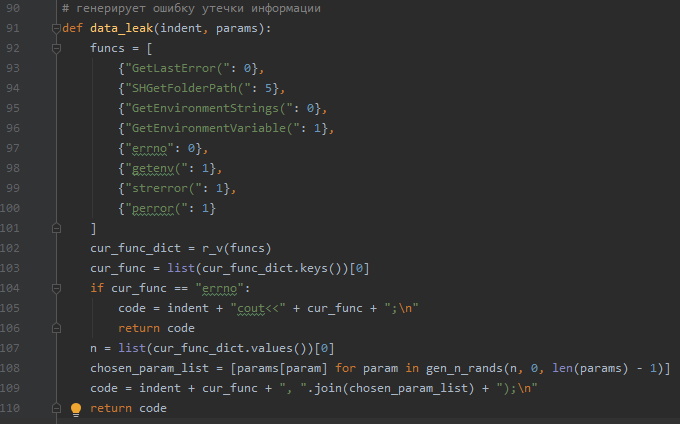 90 # генерирует ошибку утечки информации
91 def data_leak(indent, params):
92     funcs = [
93         {"GetLastError(": 0},
94         {"SHGetFolderPath(": 5},
95         {"GetEnvironmentStrings(": 0},
96         {"GetEnvironmentVariable(": 1},
97         {"errno": 0},
98         {"getenv(": 1},
99         {"strerror(": 1},
100         {"perror(": 1}
101     ]
102     cur_func_dict = r_v(funcs)
103     cur_func = list(cur_func_dict.keys())[0]
104     if cur_func == "errno":
105         code = indent + "cout<<" + cur_func + ";\n"
106         return code
107     n = list(cur_func_dict.values())[0]
108     chosen_param_list = [params[param] for param in gen_n_rands(n, 0, len(params) - 1)]
109     code = indent + cur_func + ", ".join(chosen_param_list) + ");\n"
110     return code